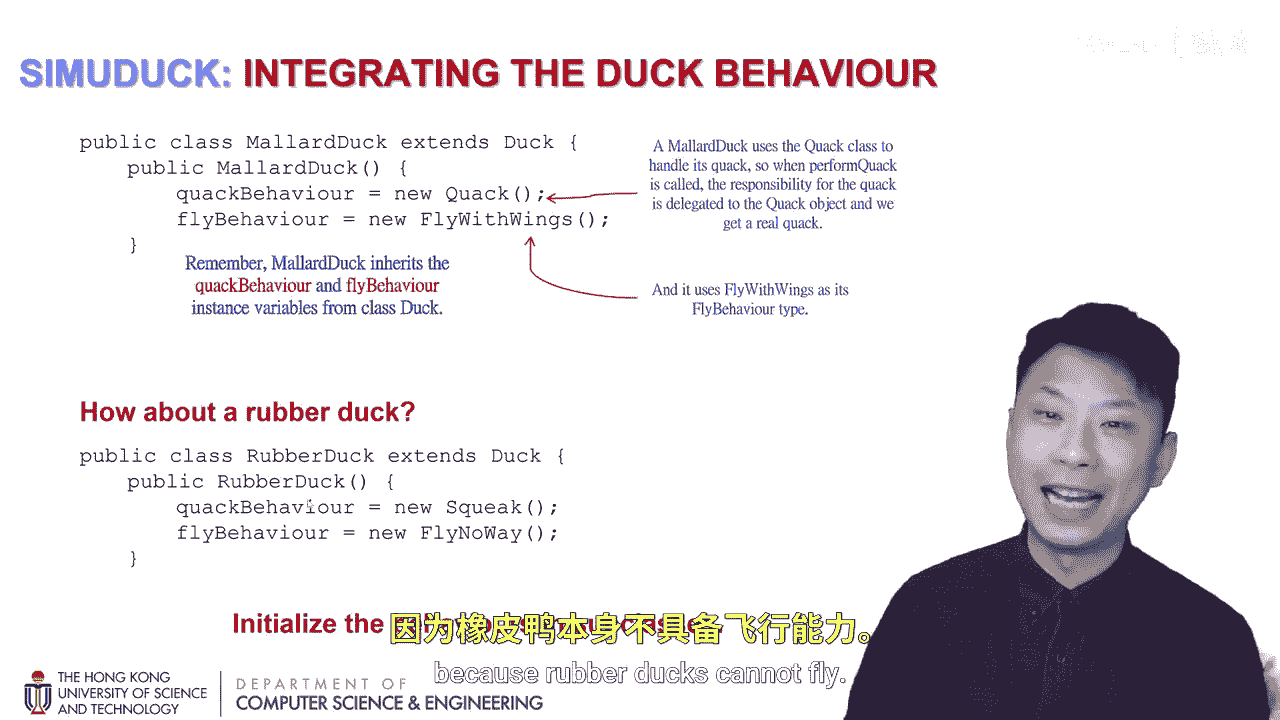 SIMUDUCK: INTEGRATING THE DUCK BEHAVIOUR
public class MallardDuck extends Duck {
public MallardDuck() {
quackBehaviour = new Quack();
flyBehaviour = new FlyWithWings();
}
A MallardDuck uses the Quack class to
handle its quack, so when performQuack
is called, the responsibility for the quack
is delegated to the Quack object and we
get a real quack.
Remember, MallardDuck inherits the
quackBehaviour and flyBehaviour
instance variables from class Duck.
And it uses FlyWithWings as its
FlyBehaviour type.
How about a rubber duck?
public class RubberDuck extends Duck {
public RubberDuck() {
quackBehaviour = new Squeak();
flyBehaviour = new FlyNoWay();
}
Initialize the
因为橡皮鸭本身不具备飞行能力。
because rubber ducks cannot fly.
THE HONG KONG
UNIVERSITY OF SCIENCE
AND TECHNOLOGY
DEPARTMENT OF
COMPUTER SCIENCE & ENGINEERING